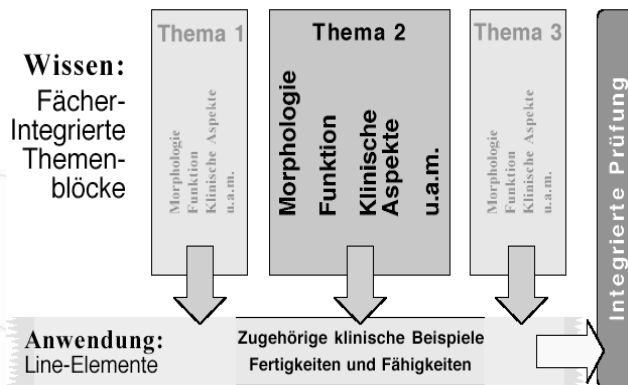 Wissen:
Fächer-
Integrierte
Themen-
blöcke
Thema 1
Morphologie
Funktion
Klinische Aspekte
u.a.m.
Thema 2
Morphologie
Funktion
Klinische
Aspekte
u.a.m.
Thema 3
Morphologie
Funktion
Klinische Aspekte
u.a.m.
Integrierte Prüfung
Anwendung:
Line-Elemente
Zugehörige klinische Beispiele
Fertigkeiten und Fähigkeiten